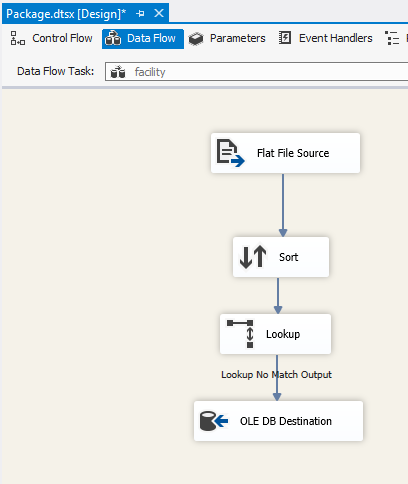 Package.dtsx [Design]*
Control Flow Data Flow Parameters Event Handlers
Data Flow Task: facility
Flat File Source
Sort
Lookup
Lookup No Match Output
OLE DB Destination